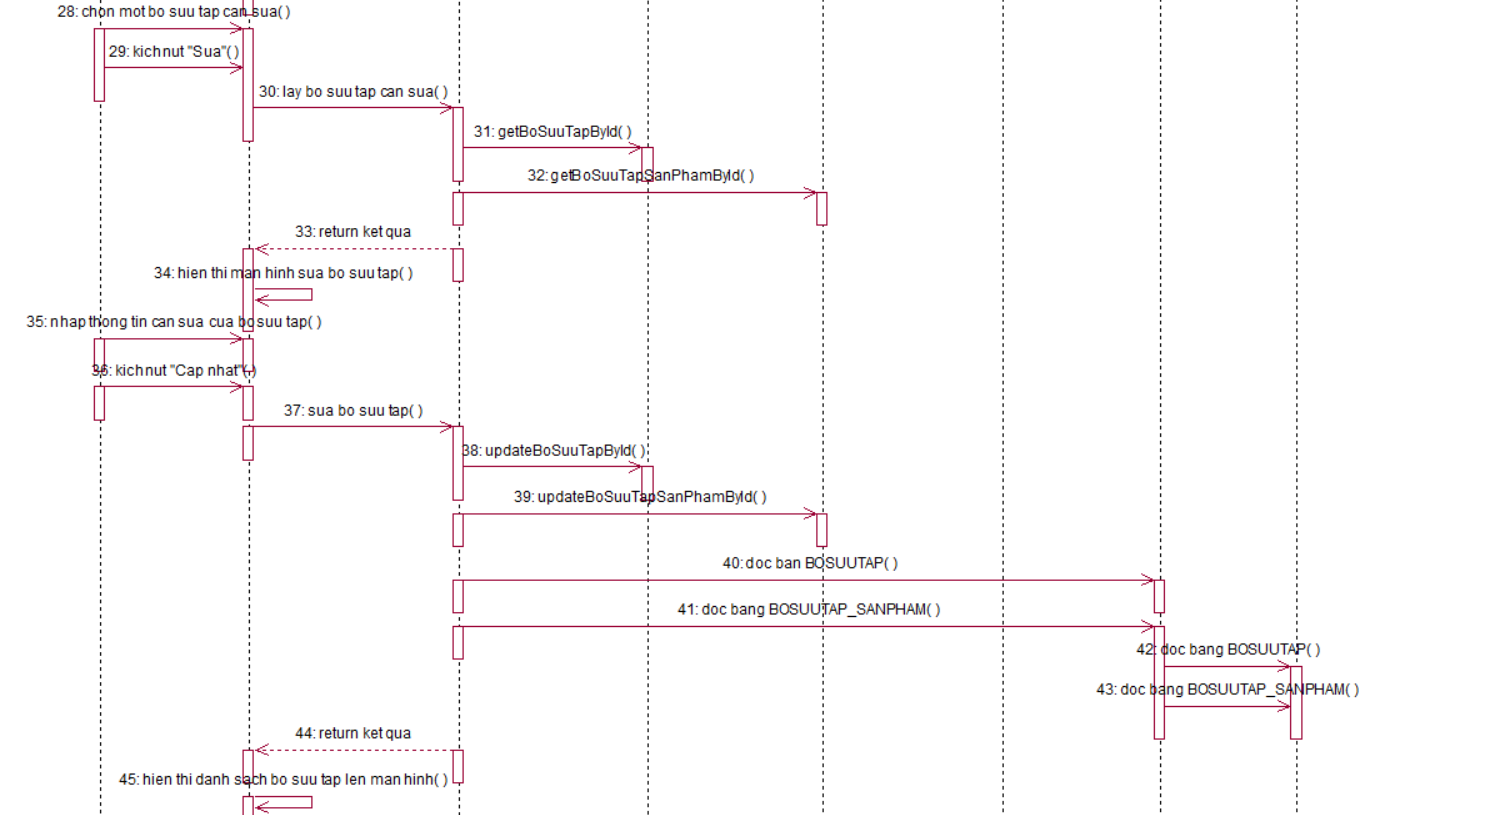 28: chon mot bo suu tap can sua( )
29: kich nut "Sua"( )
30: lay bo suu tap can sua( )
31: getBoSuuTapById( )
32: getBoSuuTapSanPhamById( )
33: return ket qua
34: hien thi man hinh sua bo suu tap( )
35: nhap thong tin can sua cua bo suu tap( )
36: kich nut "Cap nhat"( )
37: sua bo suu tap( )
38: updateBoSuuTapById( )
39: updateBoSuuTapSanPhamById( )
40: doc ban BOSUUTAP( )
41: doc bang BOSUUTAP_SANPHAM( )
42: doc bang BOSUUTAP( )
43: doc bang BOSUUTAP_SANPHAM( )
44: return ket qua
45: hien thi danh sach bo suu tap len man hinh( )